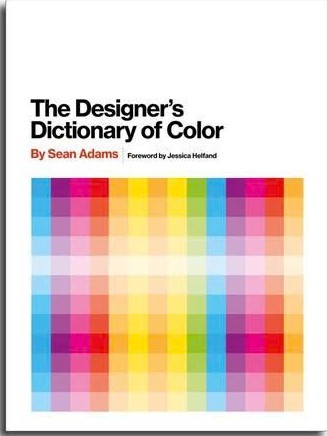 The Designer's
Dictionary of Color
By Sean Adams
Foreword by Jessica Helfand